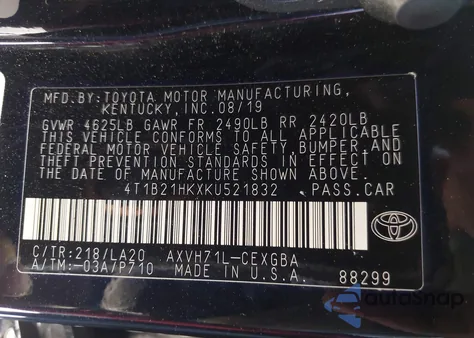 MFD.BY:TOYOTA MOTOR MANUFACTURING,
KENTUCKY, INC.08/19
GVWR 4625LB GAWR FR 2490LB RR 2420LB
THIS VEHICLE CONFORMS TO ALL APPLICABLE
FEDERAL MOTOR VEHICLE SAFETY,BUMPER,AND
THEFT PREVENTION STANDARDS IN EFFECT ON
THE DATE OF MANUFACTURE SHOWN ABOVE.
4T1B21HKXKU521832 PASS.CAR
C/TR:218/LA20 AXVH71L-CEXGBA
A/TM:-03A/P710 MADE IN U.S.A. 88299
autosnap